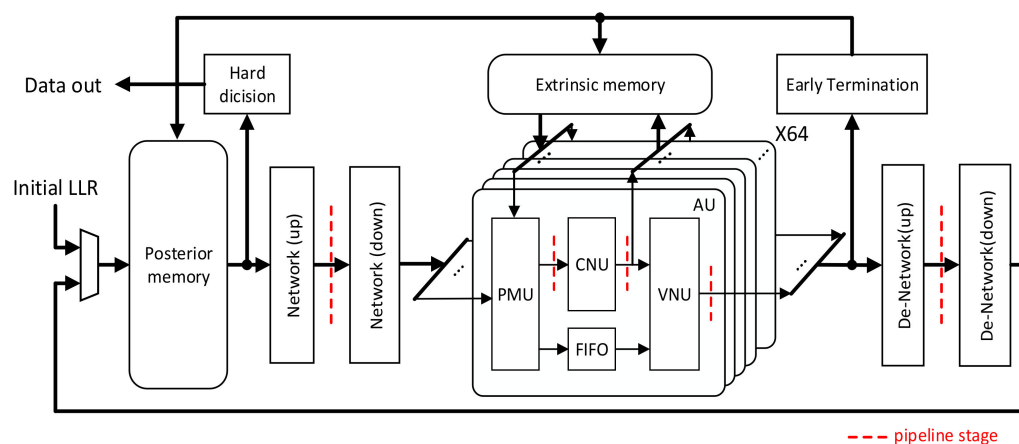 Data out
Hard
dicision
Extrinsic memory
Early Termination
X64
Initial LLR
Posterior
memory
Network (up)
Network (down)
AU
PMU
CNU
VNU
FIFO
De-Network(up)
De-Network(down)
pipeline stage